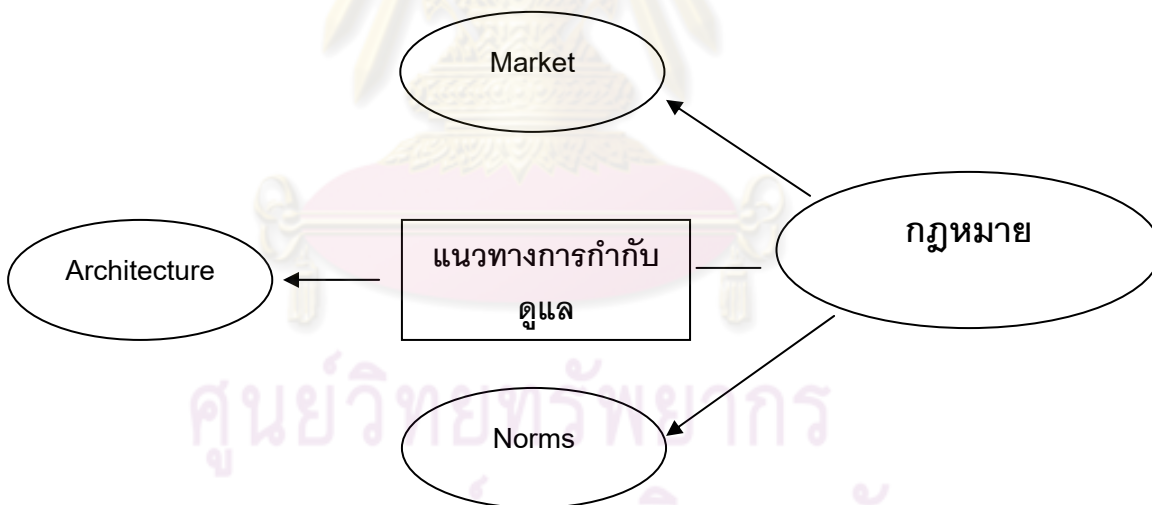 Market
กฎหมาย
Architecture
แนวทางการกำกับ
ดูแล
ศูนย์วิทยทรัพยากร
Norms